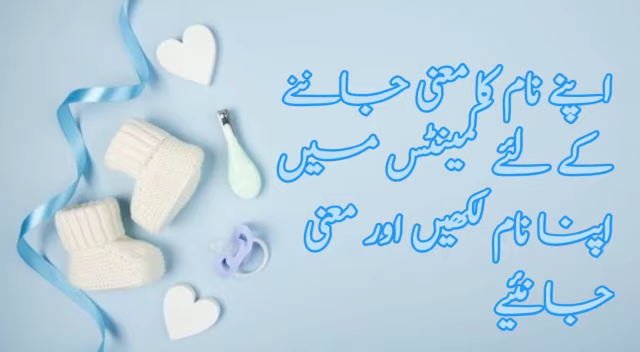 اپنے نام کا معنی جاننے
کے لئے کمینٹس میں
اپنا نام لکھیں اور معنی
جانئیے